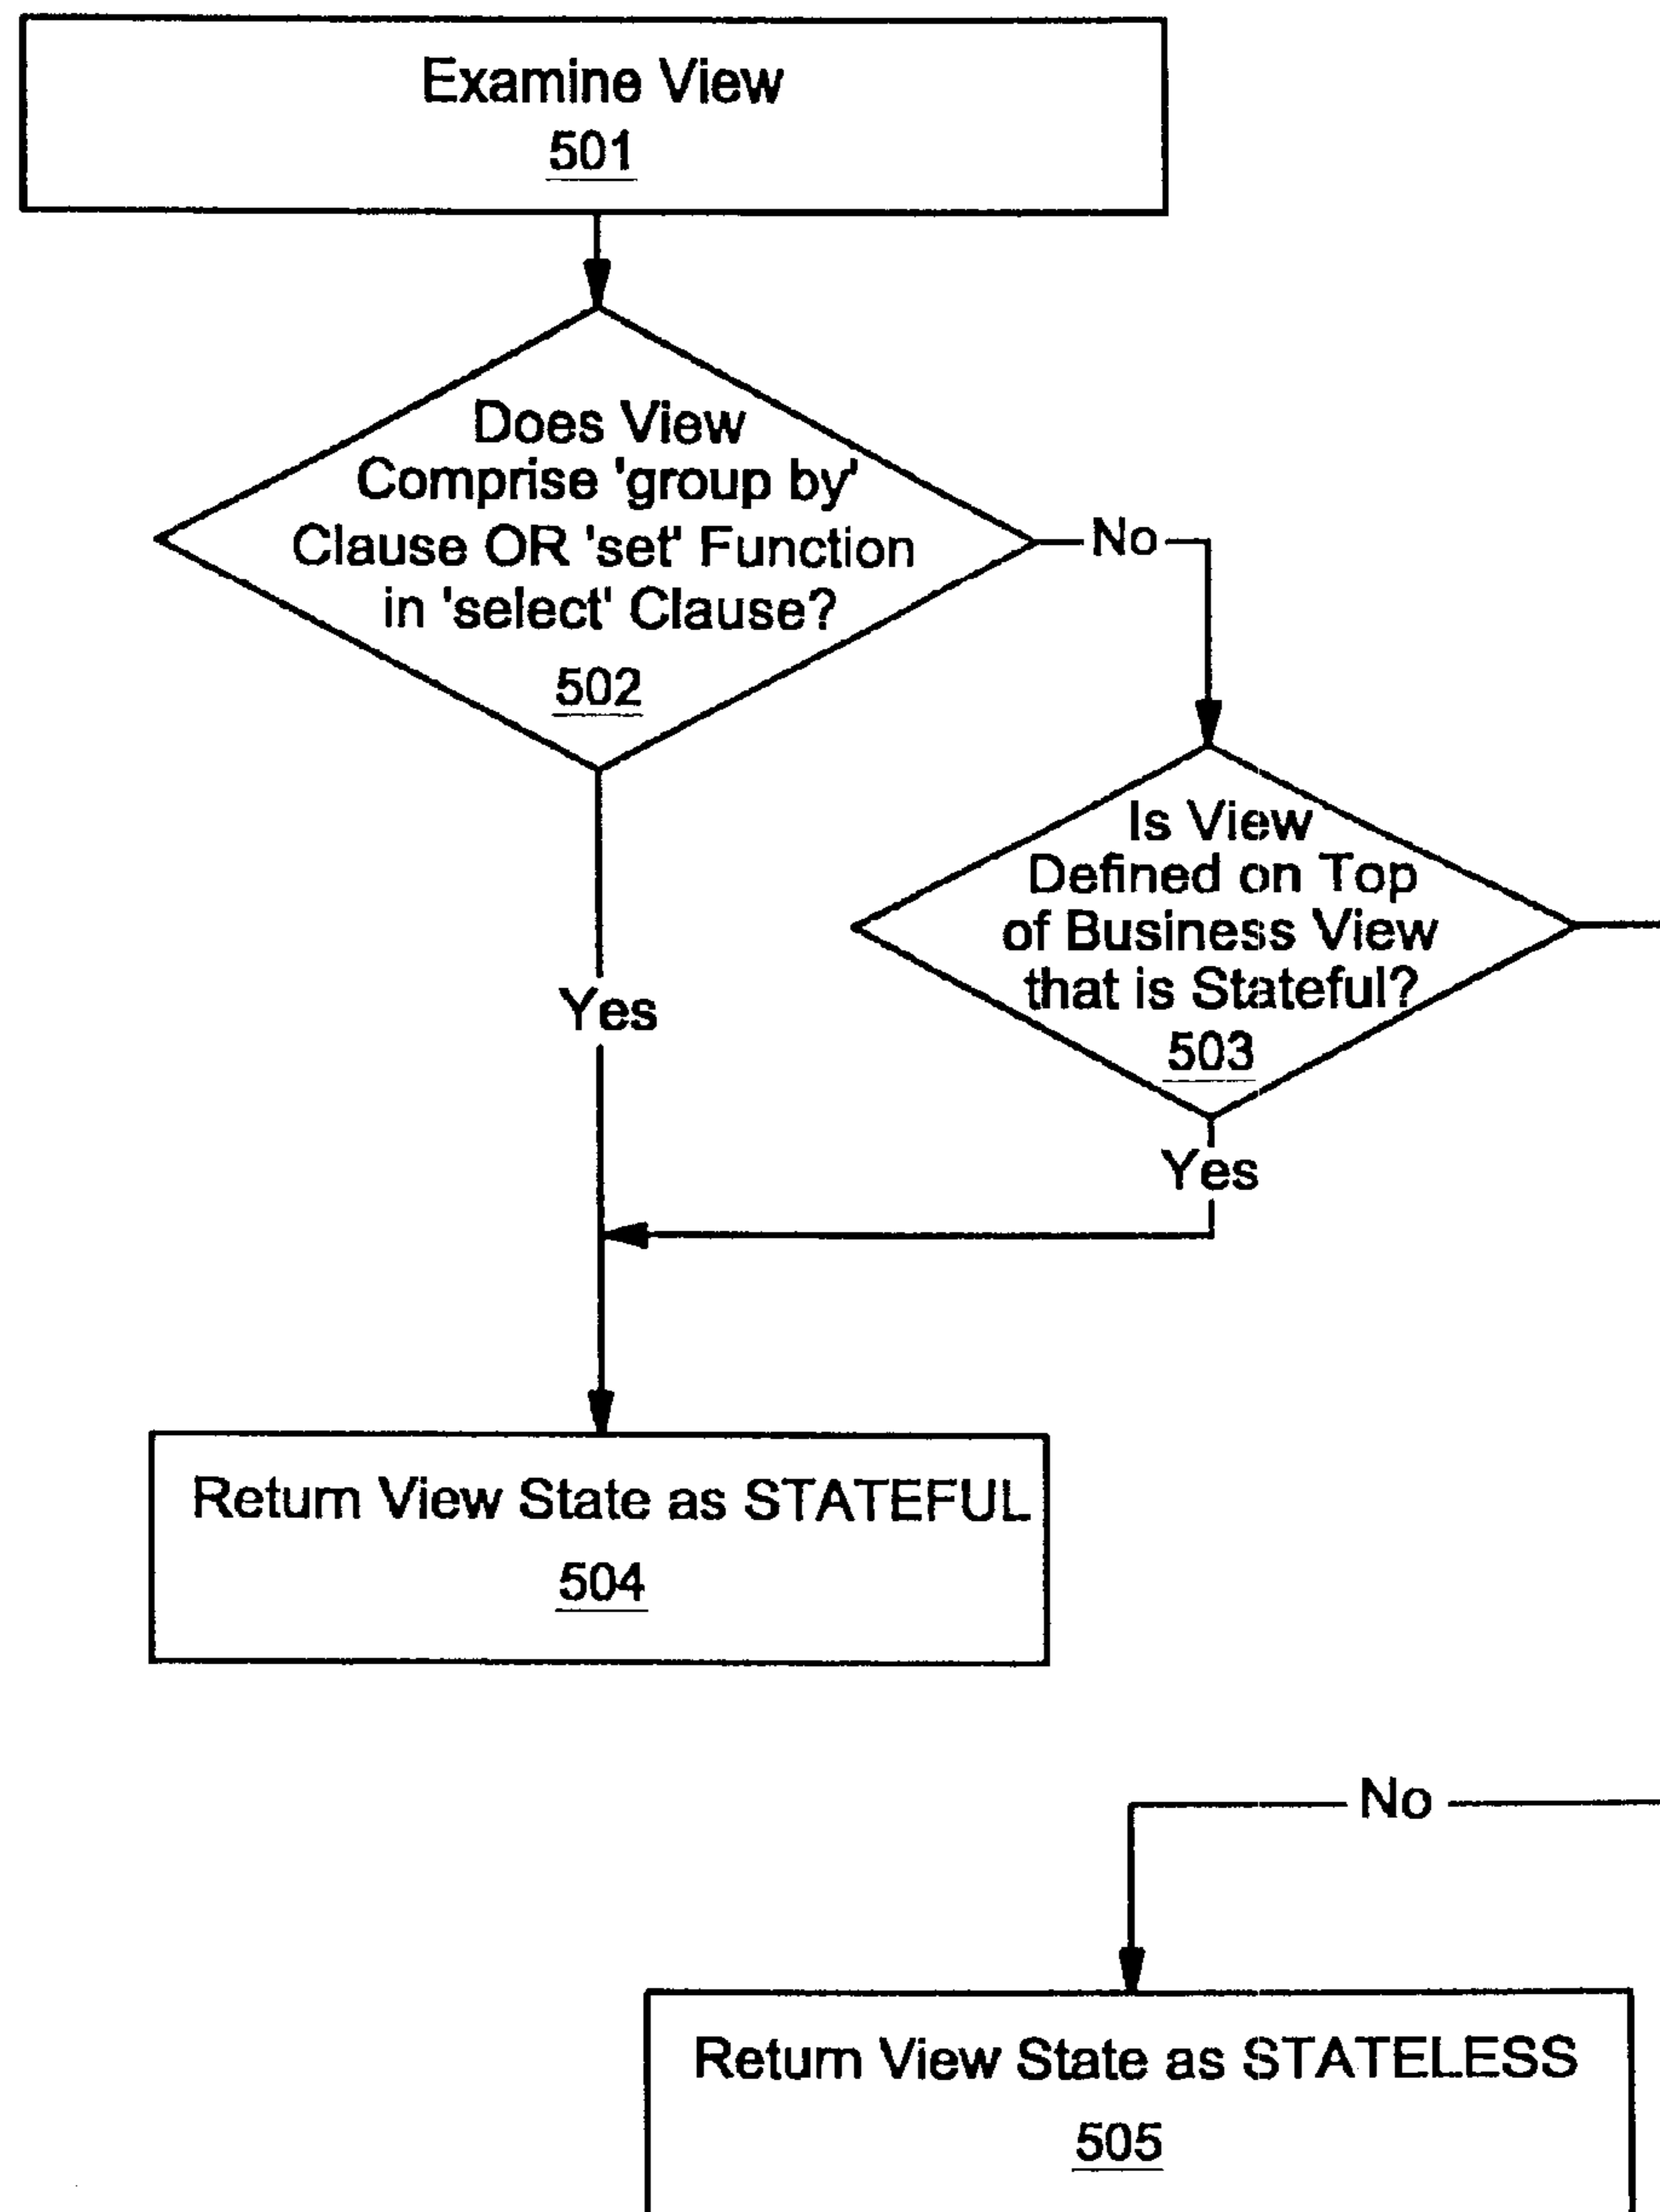 Examine View
501
Does View
Comprise 'group by'
Clause OR 'set' Function
in 'select' Clause?
502
No
Is View
Defined on Top
of Business View
that is Stateful?
503
Yes
Yes
Return View State as STATEFUL
504
No
Return View State as STATELESS
505